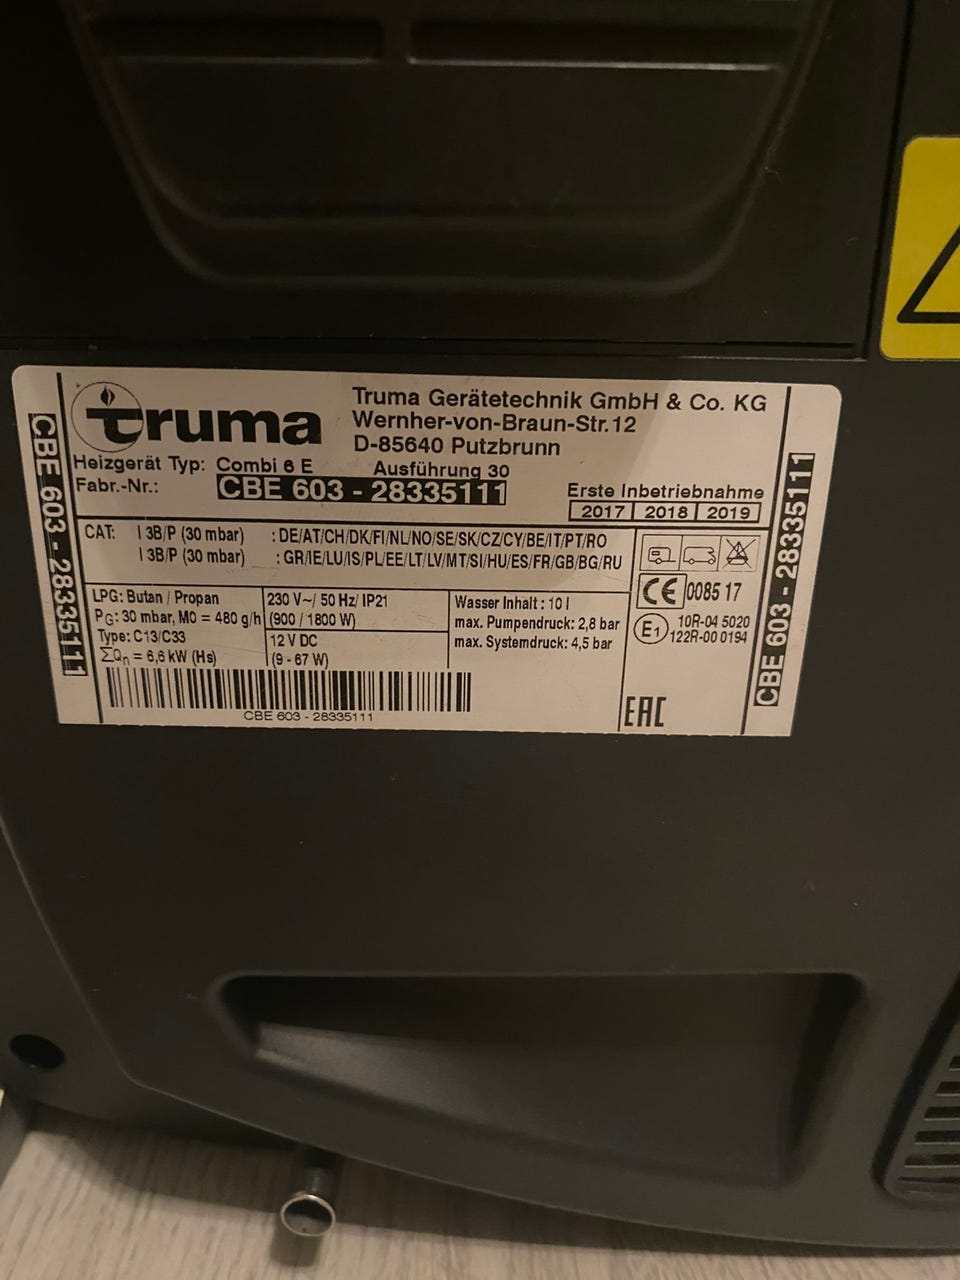 truma
Truma Gerätetechnik GmbH & Co. KG
Wernher-von-Braun-Str.12
D-85640 Putzbrunn
Heizgerät Typ: Combi 6 E Ausführung 30
Fabr.-Nr.: CBE 603 - 28335111
Erste Inbetriebnahme
2017 | 2018 | 2019
CAT: I 3B/P (30 mbar) : DE/AT/CH/DK/FI/NL/NO/SE/SK/CZ/CY/BE/IT/PT/RO
I 3B/P (30 mbar) : GR/IE/LU/IS/PL/EE/LT/LV/MT/SI/HU/ES/FR/GB/BG/RU
LPG: Butan / Propan
PG: 30 mbar, M0 = 480 g/h
Type: C13/C33
ΣQn = 6,6 kW (Hs)
230 V~/ 50 Hz/ IP21
(900 / 1800 W)
12 V DC
(9 - 67 W)
Wasser Inhalt : 10 l
max. Pumpendruck: 2,8 bar
max. Systemdruck: 4,5 bar
CE 0085 17
E1 10R-04 5020
122R-00 0194
EAC
CBE 603 - 28335111
CBE 603 - 28335111
CBE 603 - 28335111